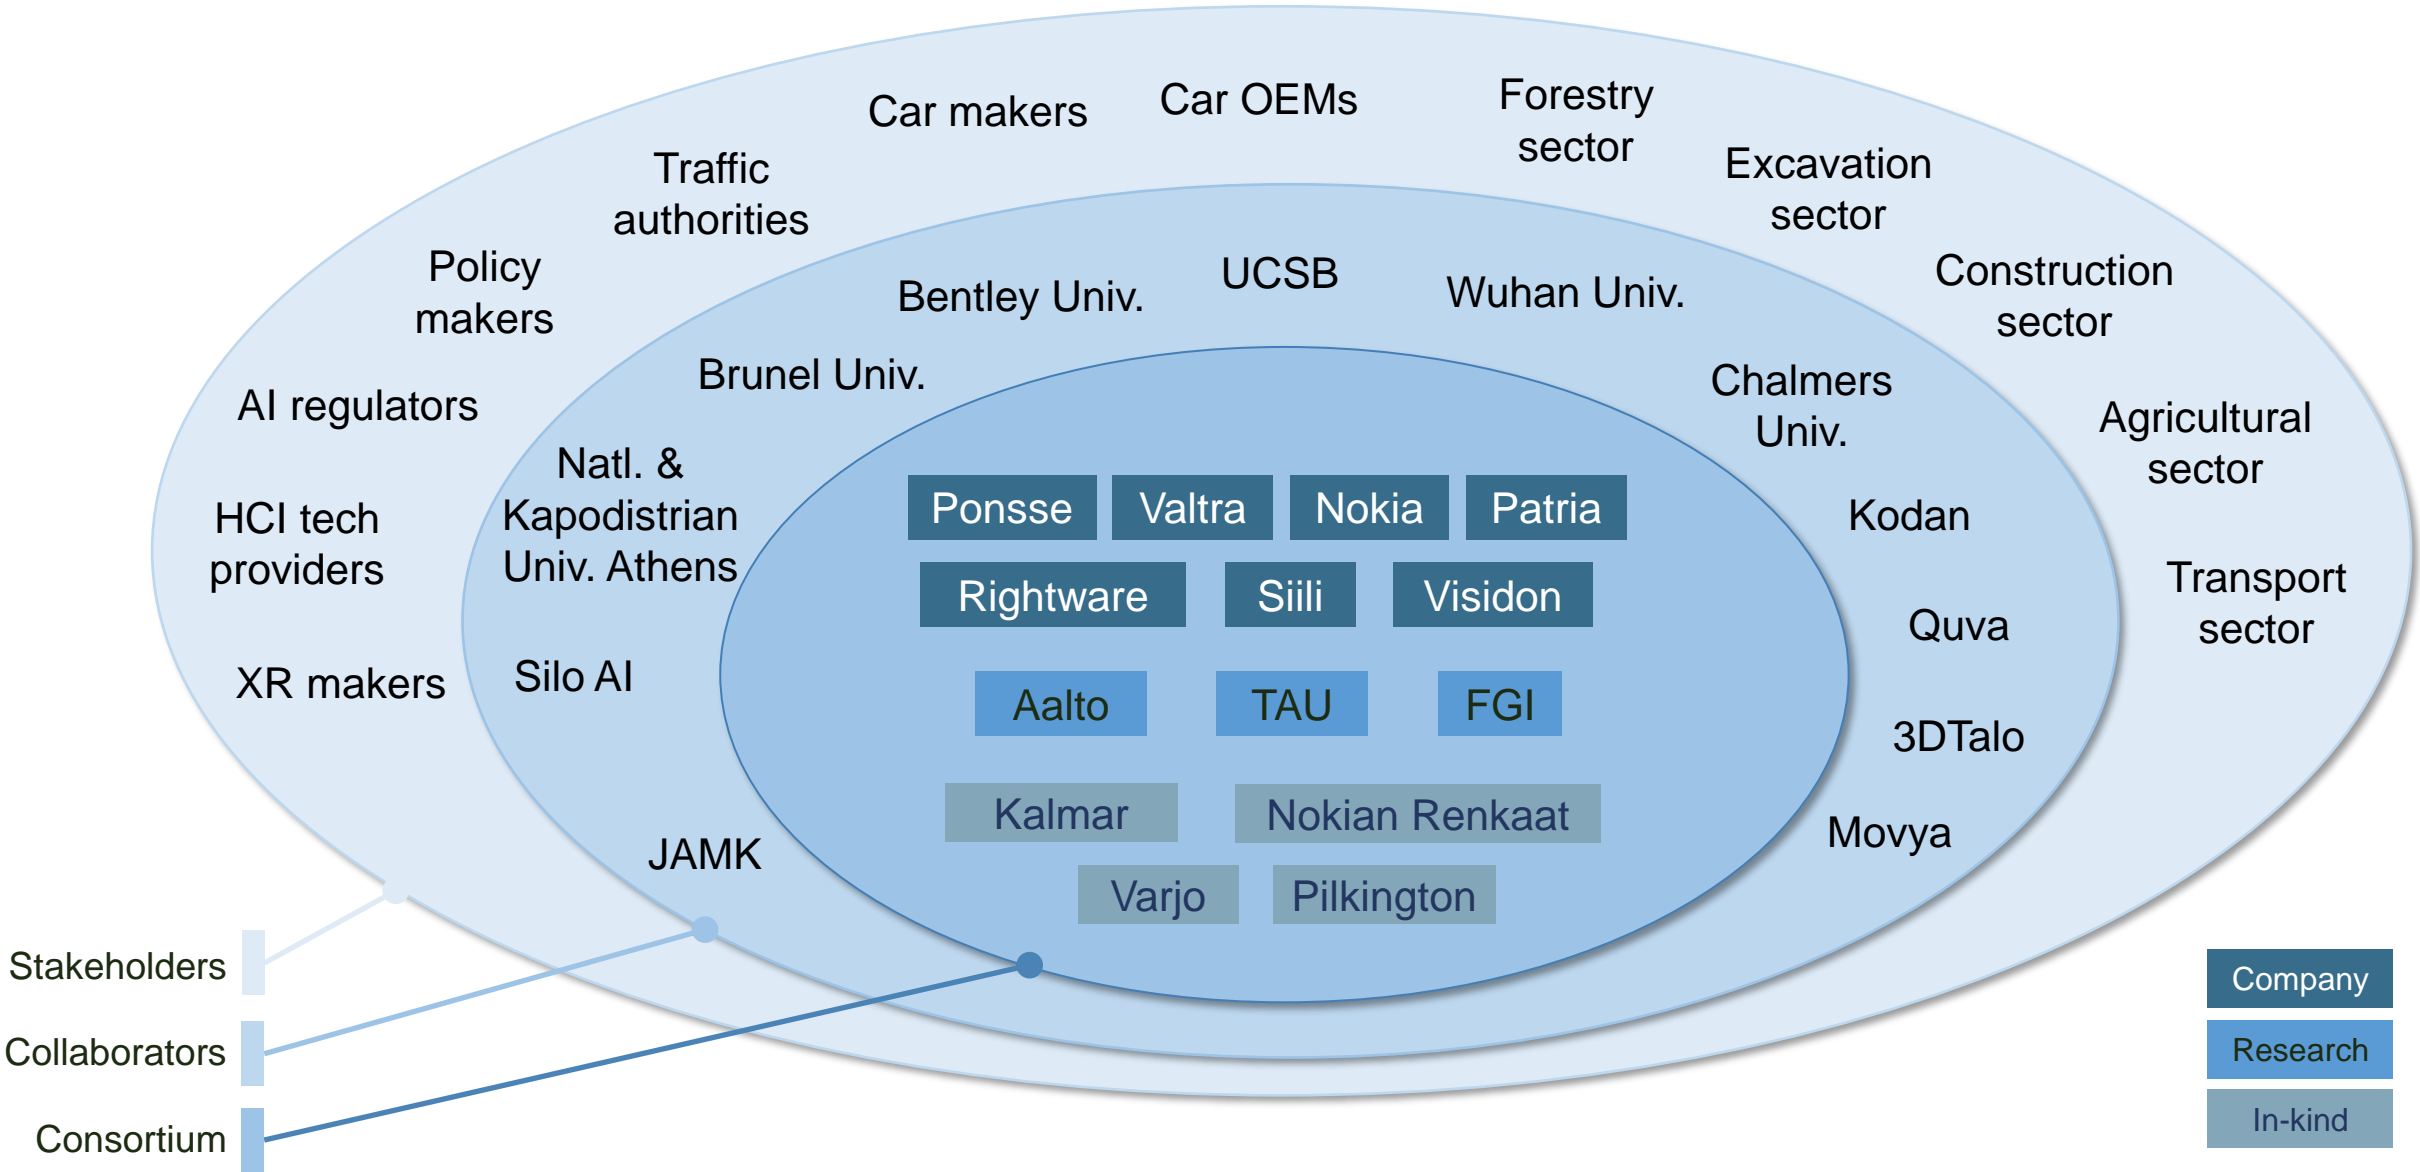 Car makers
Car OEMs
Forestry
sector
Traffic
authorities
Excavation
sector
Policy
makers
Construction
sector
AI regulators
Agricultural
sector
HCI tech
providers
Transport
sector
XR makers
Bentley Univ.
UCSB
Wuhan Univ.
Brunel Univ.
Chalmers
Univ.
Natl. &
Kapodistrian
Univ. Athens
Kodan
Quva
Silo AI
3DTalo
JAMK
Movya
Ponsse
Valtra
Nokia
Patria
Rightware
Siili
Visidon
Aalto
TAU
FGI
Kalmar
Nokian Renkaat
Varjo
Pilkington
Stakeholders
Collaborators
Consortium
Company
Research
In-kind